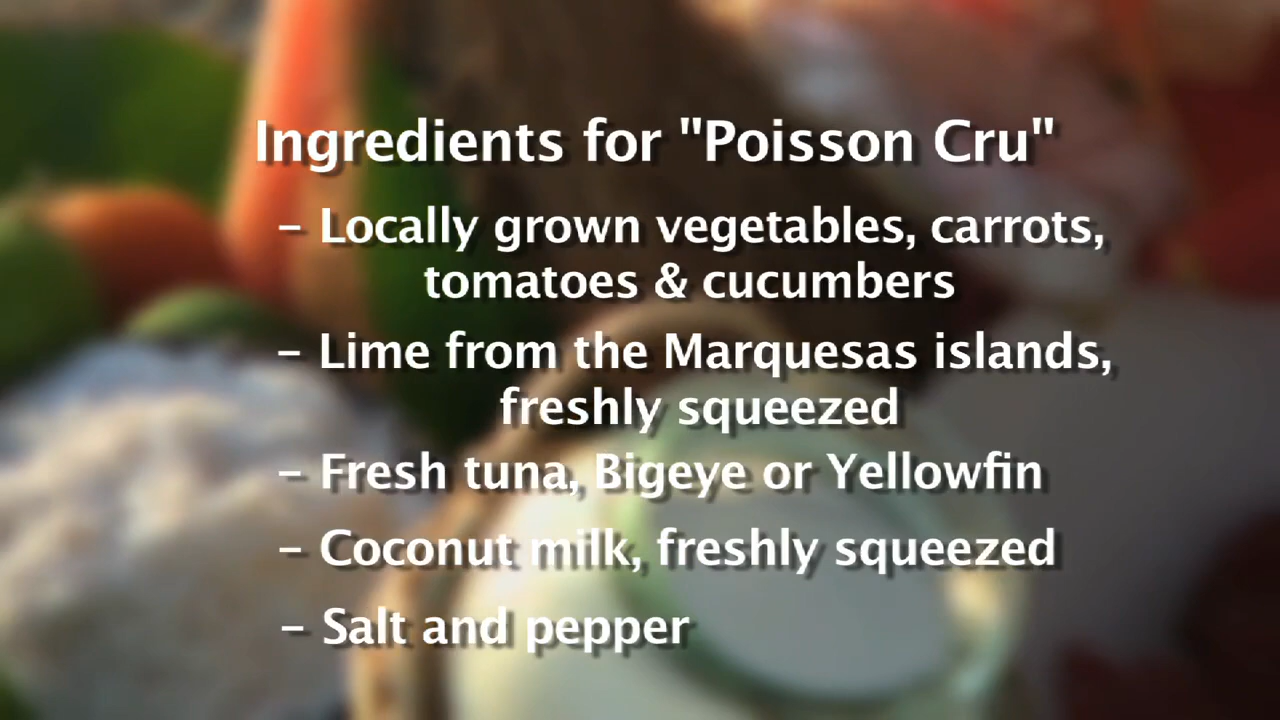 Ingredients for "Poisson Cru"
– Locally grown vegetables, carrots,
tomatoes & cucumbers
– Lime from the Marquesas islands,
freshly squeezed
– Fresh tuna, Bigeye or Yellowfin
– Coconut milk, freshly squeezed
– Salt and pepper